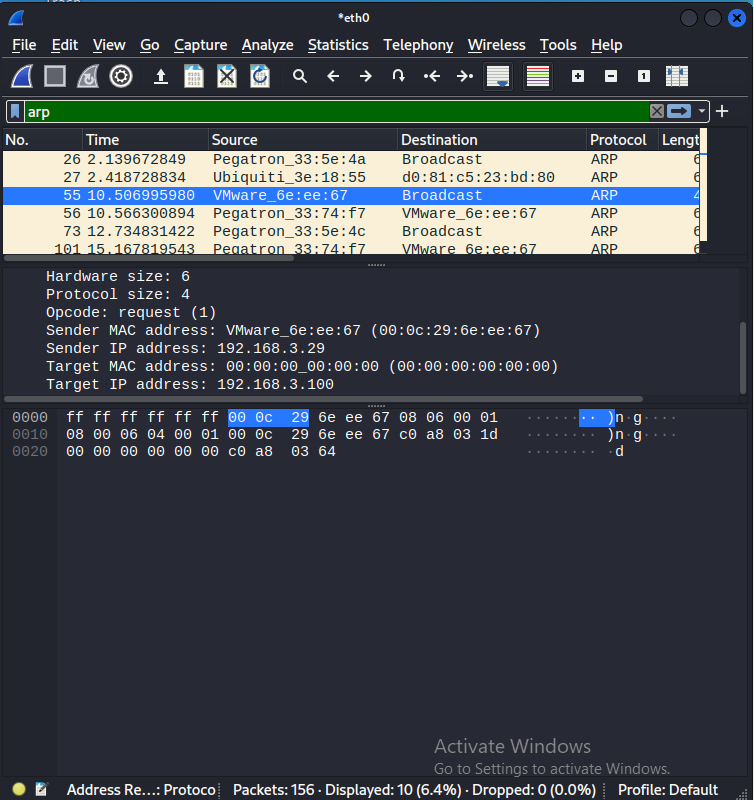 *eth0
File Edit View Go Capture Analyze Statistics Telephony Wireless Tools Help
arp
No. Time Source Destination Protocol Lengt
26 2.139672849 Pegatron_33:5e:4a Broadcast ARP 6
27 2.418728834 Ubiquiti_3e:18:55 d0:81:c5:23:bd:80 ARP 6
55 10.506995980 VMware_6e:ee:67 Broadcast ARP 4
56 10.566300894 Pegatron_33:74:f7 VMware_6e:ee:67 ARP 6
73 12.734831422 Pegatron_33:5e:4c Broadcast ARP 6
101 15.167819543 Pegatron_33:74:f7 VMware_6e:ee:67 ARP 6
Hardware size: 6
Protocol size: 4
Opcode: request (1)
Sender MAC address: VMware_6e:ee:67 (00:0c:29:6e:ee:67)
Sender IP address: 192.168.3.29
Target MAC address: 00:00:00_00:00:00 (00:00:00:00:00:00)
Target IP address: 192.168.3.100
0000 ff ff ff ff ff ff 00 0c 29 6e ee 67 08 06 00 01 ········ )n·g····
0010 08 00 06 04 00 01 00 0c 29 6e ee 67 c0 a8 03 1d ········ )n·g····
0020 00 00 00 00 00 00 c0 a8 03 64 ········ ·d
Activate Windows
Go to Settings to activate Windows.
Address Re...: Protoco Packets: 156 · Displayed: 10 (6.4%) · Dropped: 0 (0.0%) Profile: Default